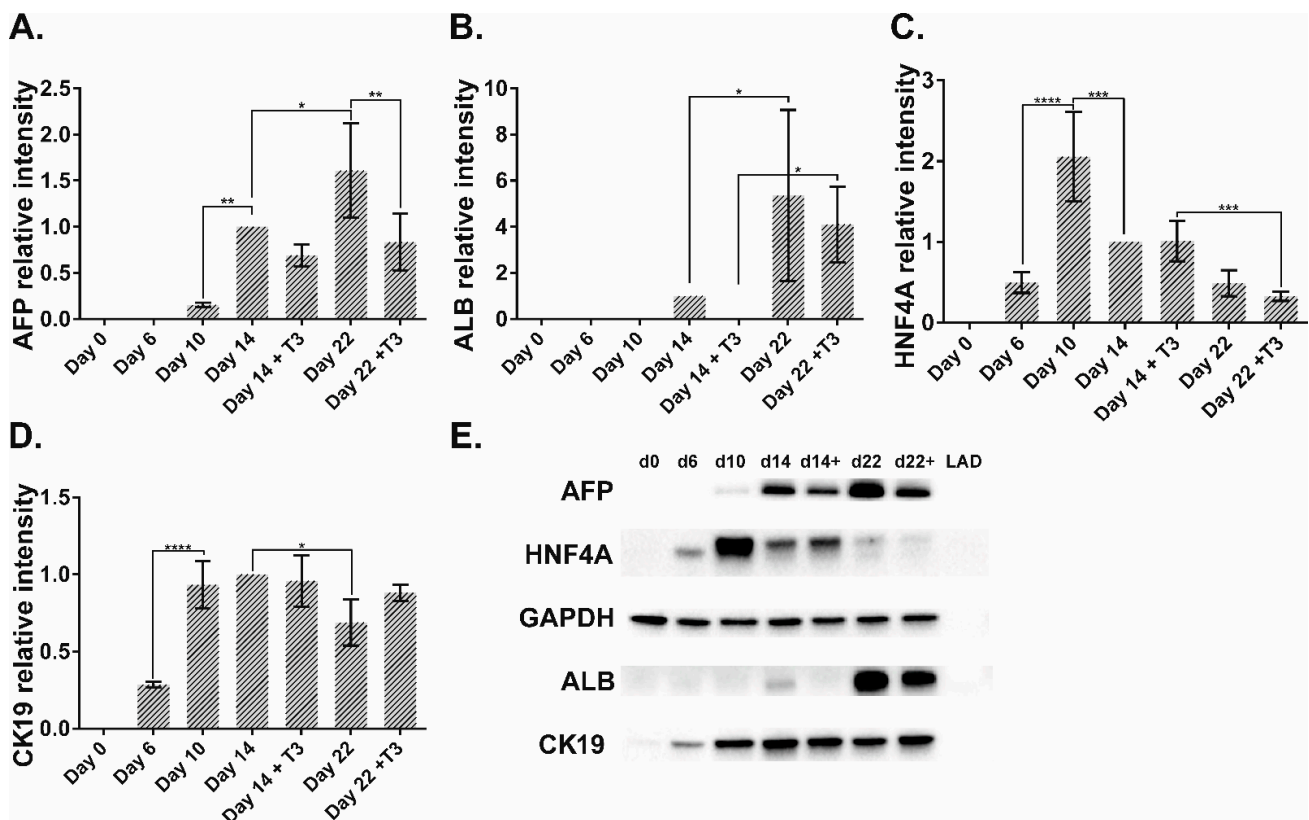 A.
AFP relative intensity
2.5
2.0
1.5
1.0
0.5
0.0
**
*
**
Day 0
Day 6
Day 10
Day 14
Day 14 + T3
Day 22
Day 22 +T3
B.
ALB relative intensity
10
8
6
4
2
0
*
*
Day 0
Day 6
Day 10
Day 14
Day 14 + T3
Day 22
Day 22 +T3
C.
HNF4A relative intensity
3
2
1
0
****
***
***
Day 0
Day 6
Day 10
Day 14
Day 14 + T3
Day 22
Day 22 +T3
D.
CK19 relative intensity
1.5
1.0
0.5
0.0
****
*
Day 0
Day 6
Day 10
Day 14
Day 14 + T3
Day 22
Day 22 +T3
E.
d0 d6 d10 d14 d14+ d22 d22+ LAD
AFP
HNF4A
GAPDH
ALB
CK19